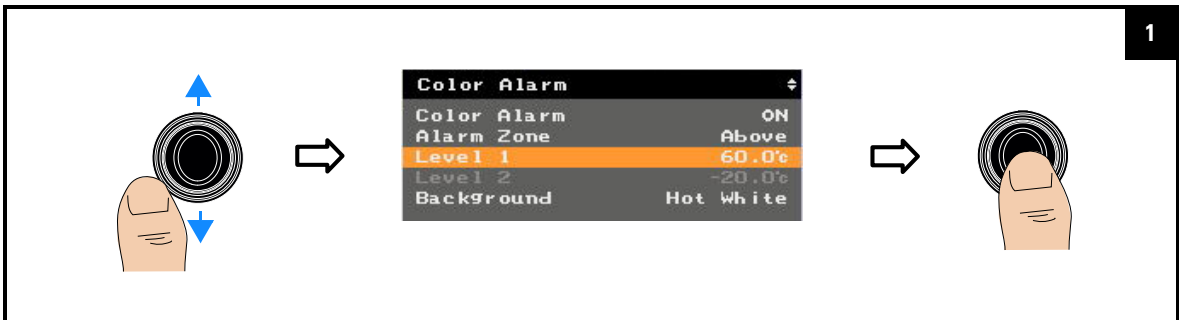 1
Color Alarm
Color Alarm ON
Alarm Zone Above
Level 1 60.0℃
Level 2 -20.0℃
Background Hot White